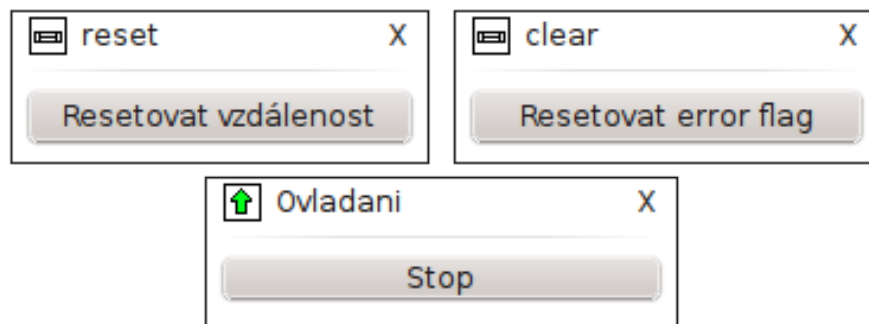 reset X
Resetovat vzdálenost
clear X
Resetovat error flag
Ovladani X
Stop